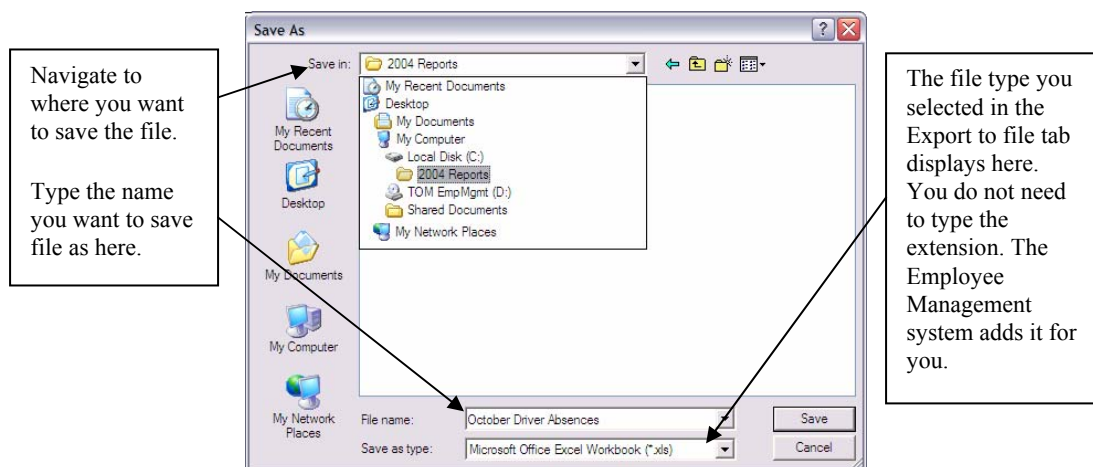 Navigate to
where you want
to save the file.
Type the name
you want to save
file as here.
Save As
Save in:
2004 Reports
My Recent Documents
Desktop
My Documents
My Computer
Local Disk (C:)
2004 Reports
TOM EmpMgmt (D:)
Shared Documents
My Network Places
My Recent
Documents
Desktop
My Documents
My Computer
My Network
Places
File name:
October Driver Absences
Save
Save as type:
Microsoft Office Excel Workbook (*.xls)
Cancel
The file type you
selected in the
Export to file tab
displays here.
You do not need
to type the
extension. The
Employee
Management
system adds it for
you.